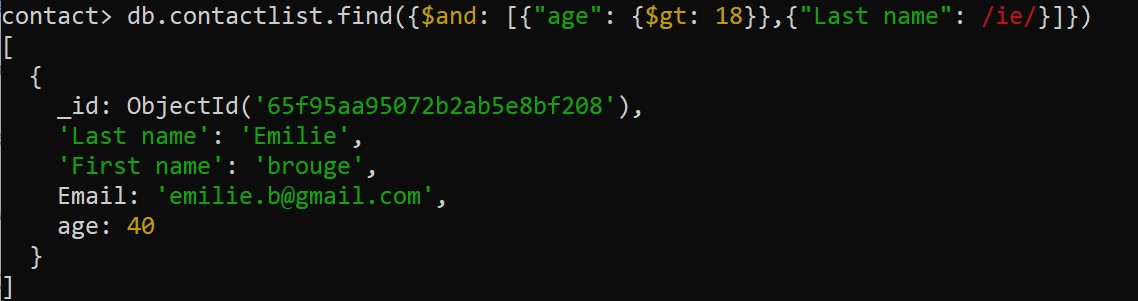 contact> db.contactlist.find({$and: [{"age": {$gt: 18}},{"Last name": /ie/}]})
[
  {
    _id: ObjectId('65f95aa95072b2ab5e8bf208'),
    'Last name': 'Emilie',
    'First name': 'brouge',
    Email: 'emilie.b@gmail.com',
    age: 40
  }
]